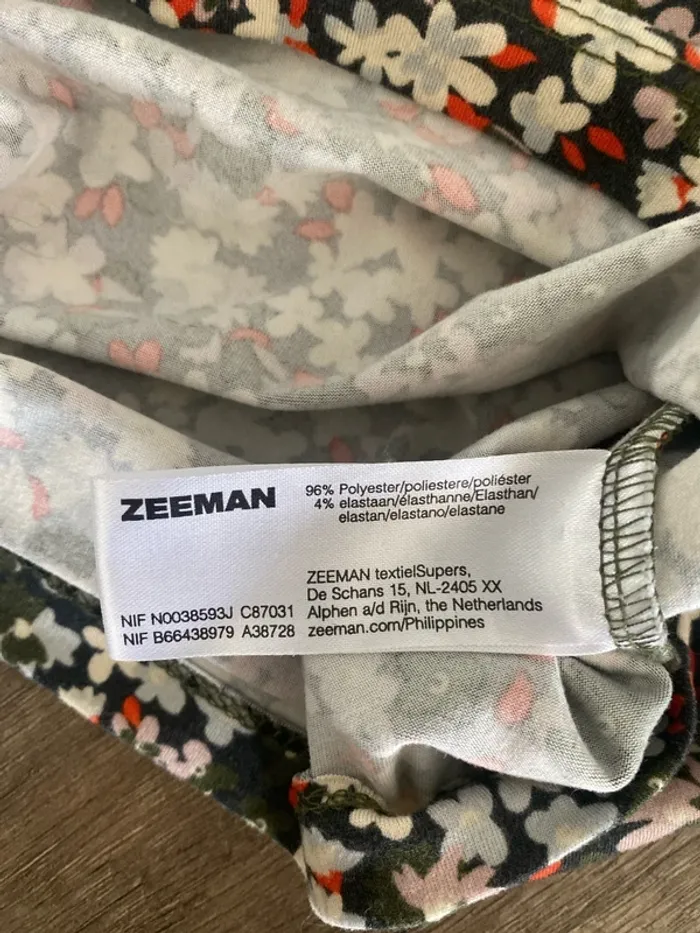 ZEEMAN
96% Polyester/poliestere/poliéster
4% elastaan/élasthanne/Elasthan/
elastan/elastano/elastane
ZEEMAN textielSupers,
De Schans 15, NL-2405 XX
NIF N0038593J C87031 Alphen a/d Rijn, the Netherlands
NIF B66438979 A38728 zeeman.com/Philippines